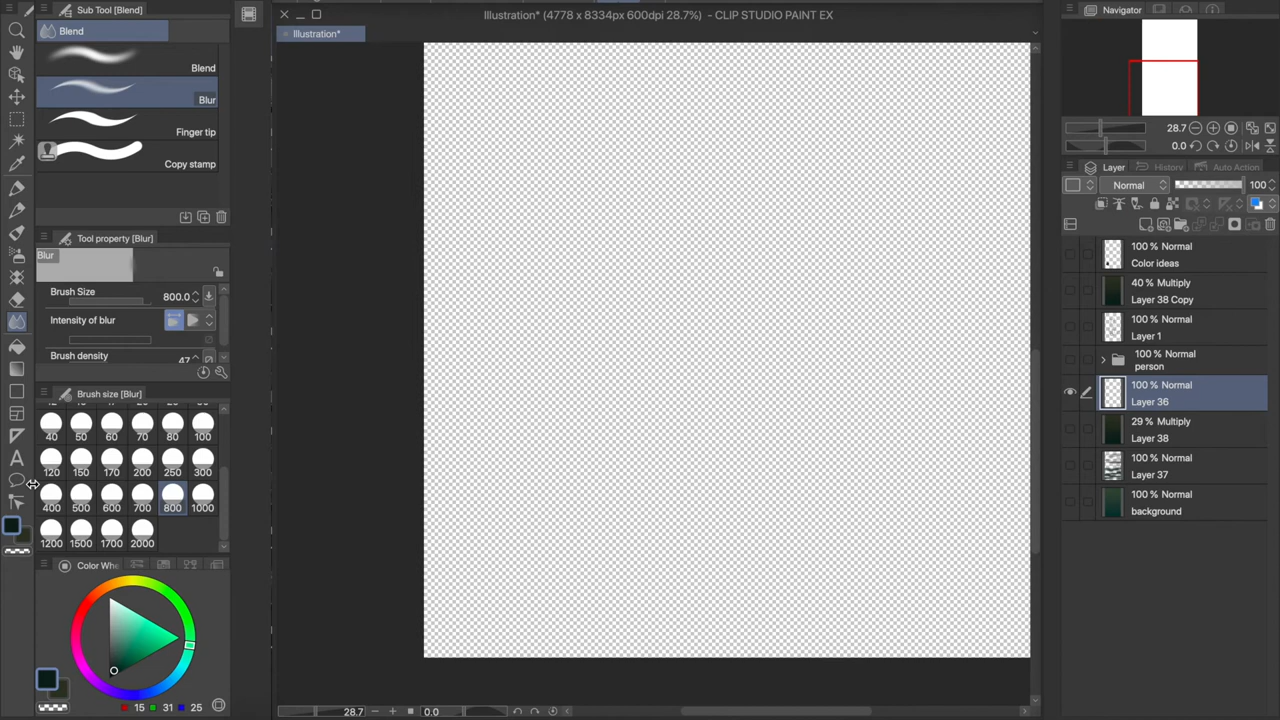 Sub Tool [Blend]
Illustration* (4778 x 8334px 600dpi 28.7%) - CLIP STUDIO PAINT EX
Navigator
Blend
Illustration*
Blend
Blur
Finger tip
Copy stamp
28.7
0.0
Layer
History
Auto Action
Normal
100
Tool property [Blur]
Blur
Brush Size
800.0
Intensity of blur
Brush density
47
Brush size [Blur]
40
50
60
70
80
100
120
150
170
200
250
300
400
500
600
700
800
1000
1200
1500
1700
2000
100 % Normal
Color ideas
40 % Multiply
Layer 38 Copy
100 % Normal
Layer 1
100 % Normal
person
100 % Normal
Layer 36
29 % Multiply
Layer 38
100 % Normal
Layer 37
100 % Normal
background
A
Color Whe
15
31
25
28.7
0.0